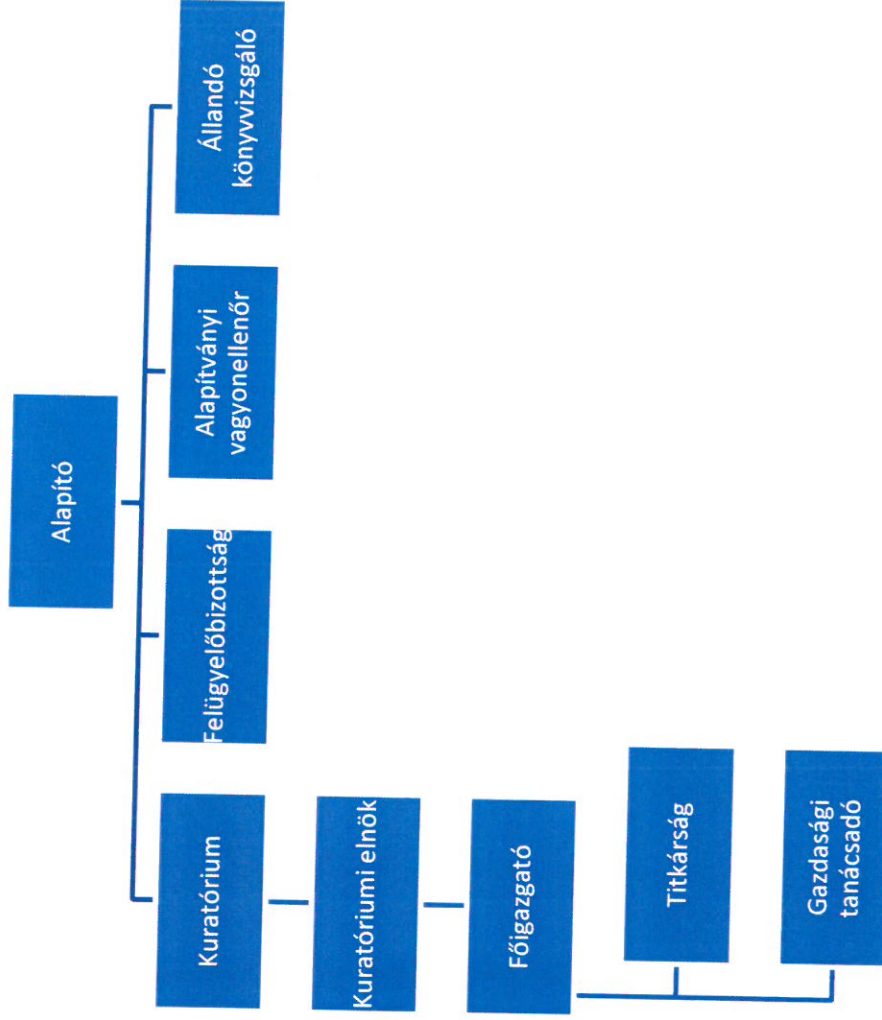 Alapító
Kuratórium
Felügyelőbizottság
Alapítványi
vagyonellenőr
Állandó
könyvvizsgáló
Kuratóriumi elnök
Főigazgató
Titkárság
Gazdasági
tanácsadó